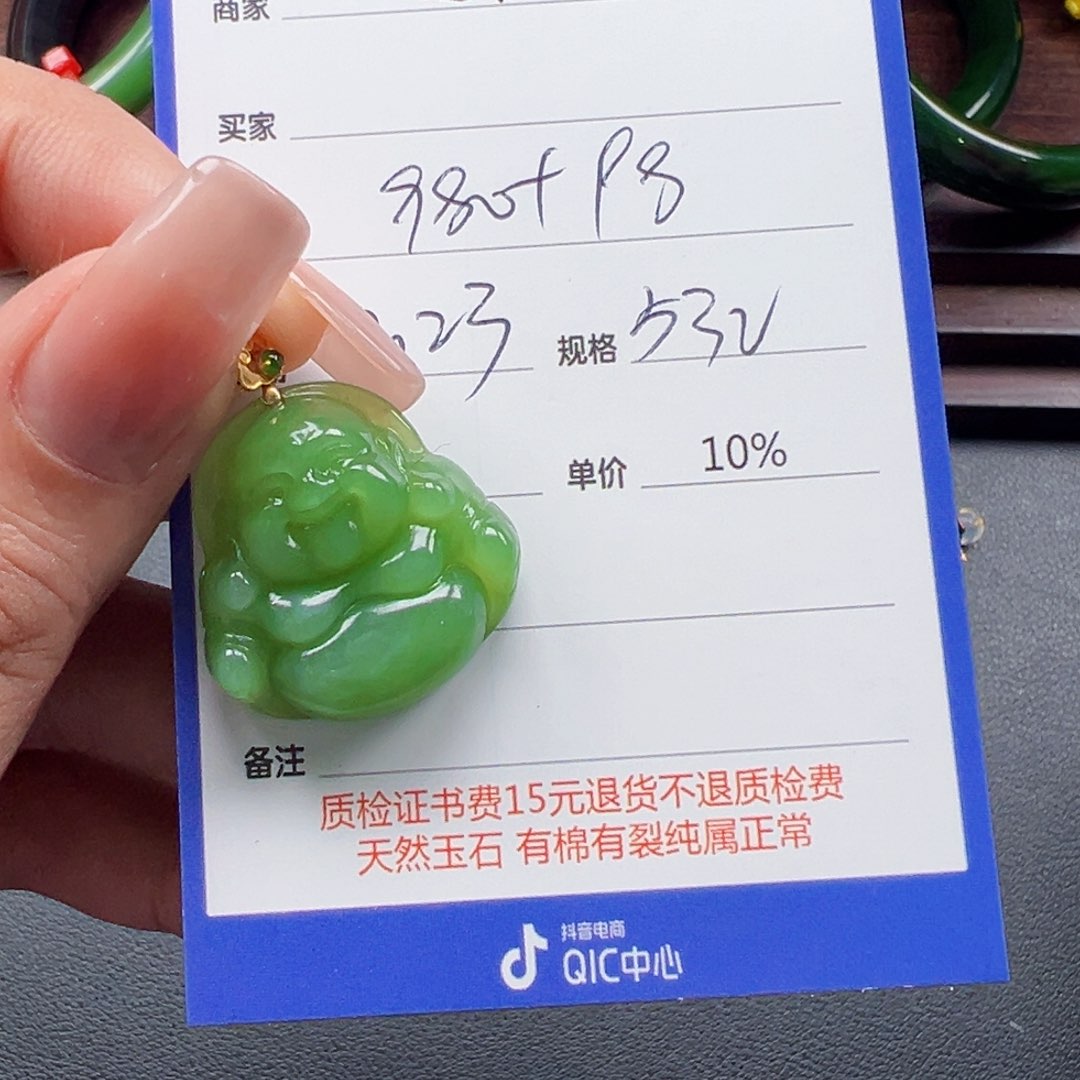 商家
买家
980+ P8
.23 规格 532
单价 10%
备注
质检证书费15元退货不退质检费
天然玉石 有棉有裂纯属正常
抖音电商
QIC中心